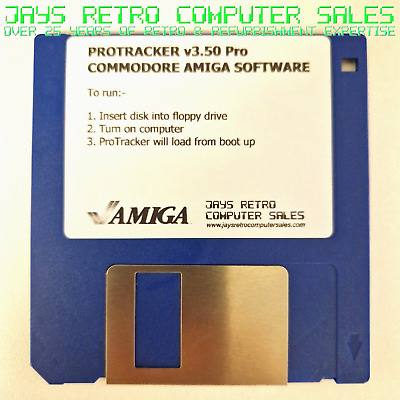 JAYS RETRO COMPUTER SALES
OVER 25 YEARS OF RETRO & REFURBISHMENT EXPERTISE
PROTRACKER v3.50 Pro
COMMODORE AMIGA SOFTWARE
To run:-
1. Insert disk into floppy drive
2. Turn on computer
3. ProTracker will load from boot up
AMIGA
JAYS RETRO
COMPUTER SALES
www.jaysretrocomputersales.com